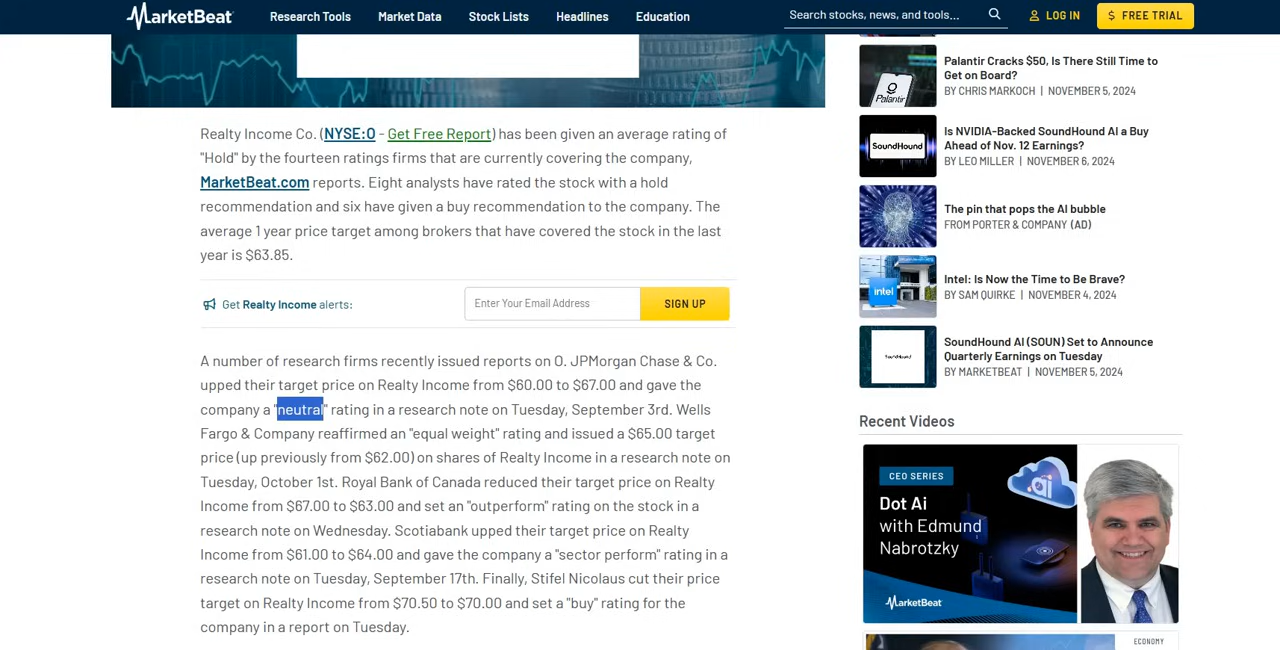 MarketBeat
Research Tools
Market Data
Stock Lists
Headlines
Education
Search stocks, news, and tools...
LOG IN
$ FREE TRIAL
Realty Income Co. (NYSE:O - Get Free Report) has been given an average rating of
"Hold" by the fourteen ratings firms that are currently covering the company,
MarketBeat.com reports. Eight analysts have rated the stock with a hold
recommendation and six have given a buy recommendation to the company. The
average 1 year price target among brokers that have covered the stock in the last
year is $63.85.
Get Realty Income alerts:
Enter Your Email Address
SIGN UP
A number of research firms recently issued reports on O. JPMorgan Chase & Co.
upped their target price on Realty Income from $60.00 to $67.00 and gave the
company a "neutral" rating in a research note on Tuesday, September 3rd. Wells
Fargo & Company reaffirmed an "equal weight" rating and issued a $65.00 target
price (up previously from $62.00) on shares of Realty Income in a research note on
Tuesday, October 1st. Royal Bank of Canada reduced their target price on Realty
Income from $67.00 to $63.00 and set an "outperform" rating on the stock in a
research note on Wednesday. Scotiabank upped their target price on Realty
Income from $61.00 to $64.00 and gave the company a "sector perform" rating in a
research note on Tuesday, September 17th. Finally, Stifel Nicolaus cut their price
target on Realty Income from $70.50 to $70.00 and set a "buy" rating for the
company in a report on Tuesday.
Palantir
Palantir Cracks $50, Is There Still Time to
Get on Board?
BY CHRIS MARKOCH | NOVEMBER 5, 2024
SoundHound
Is NVIDIA-Backed SoundHound AI a Buy
Ahead of Nov. 12 Earnings?
BY LEO MILLER | NOVEMBER 6, 2024
The pin that pops the AI bubble
FROM PORTER & COMPANY (AD)
intel
Intel: Is Now the Time to Be Brave?
BY SAM QUIRKE | NOVEMBER 4, 2024
SoundHound
SoundHound AI (SOUN) Set to Announce
Quarterly Earnings on Tuesday
BY MARKETBEAT | NOVEMBER 5, 2024
Recent Videos
CEO SERIES
Dot Ai
with Edmund
Nabrotzky
ai
MarketBeat
ECONOMY